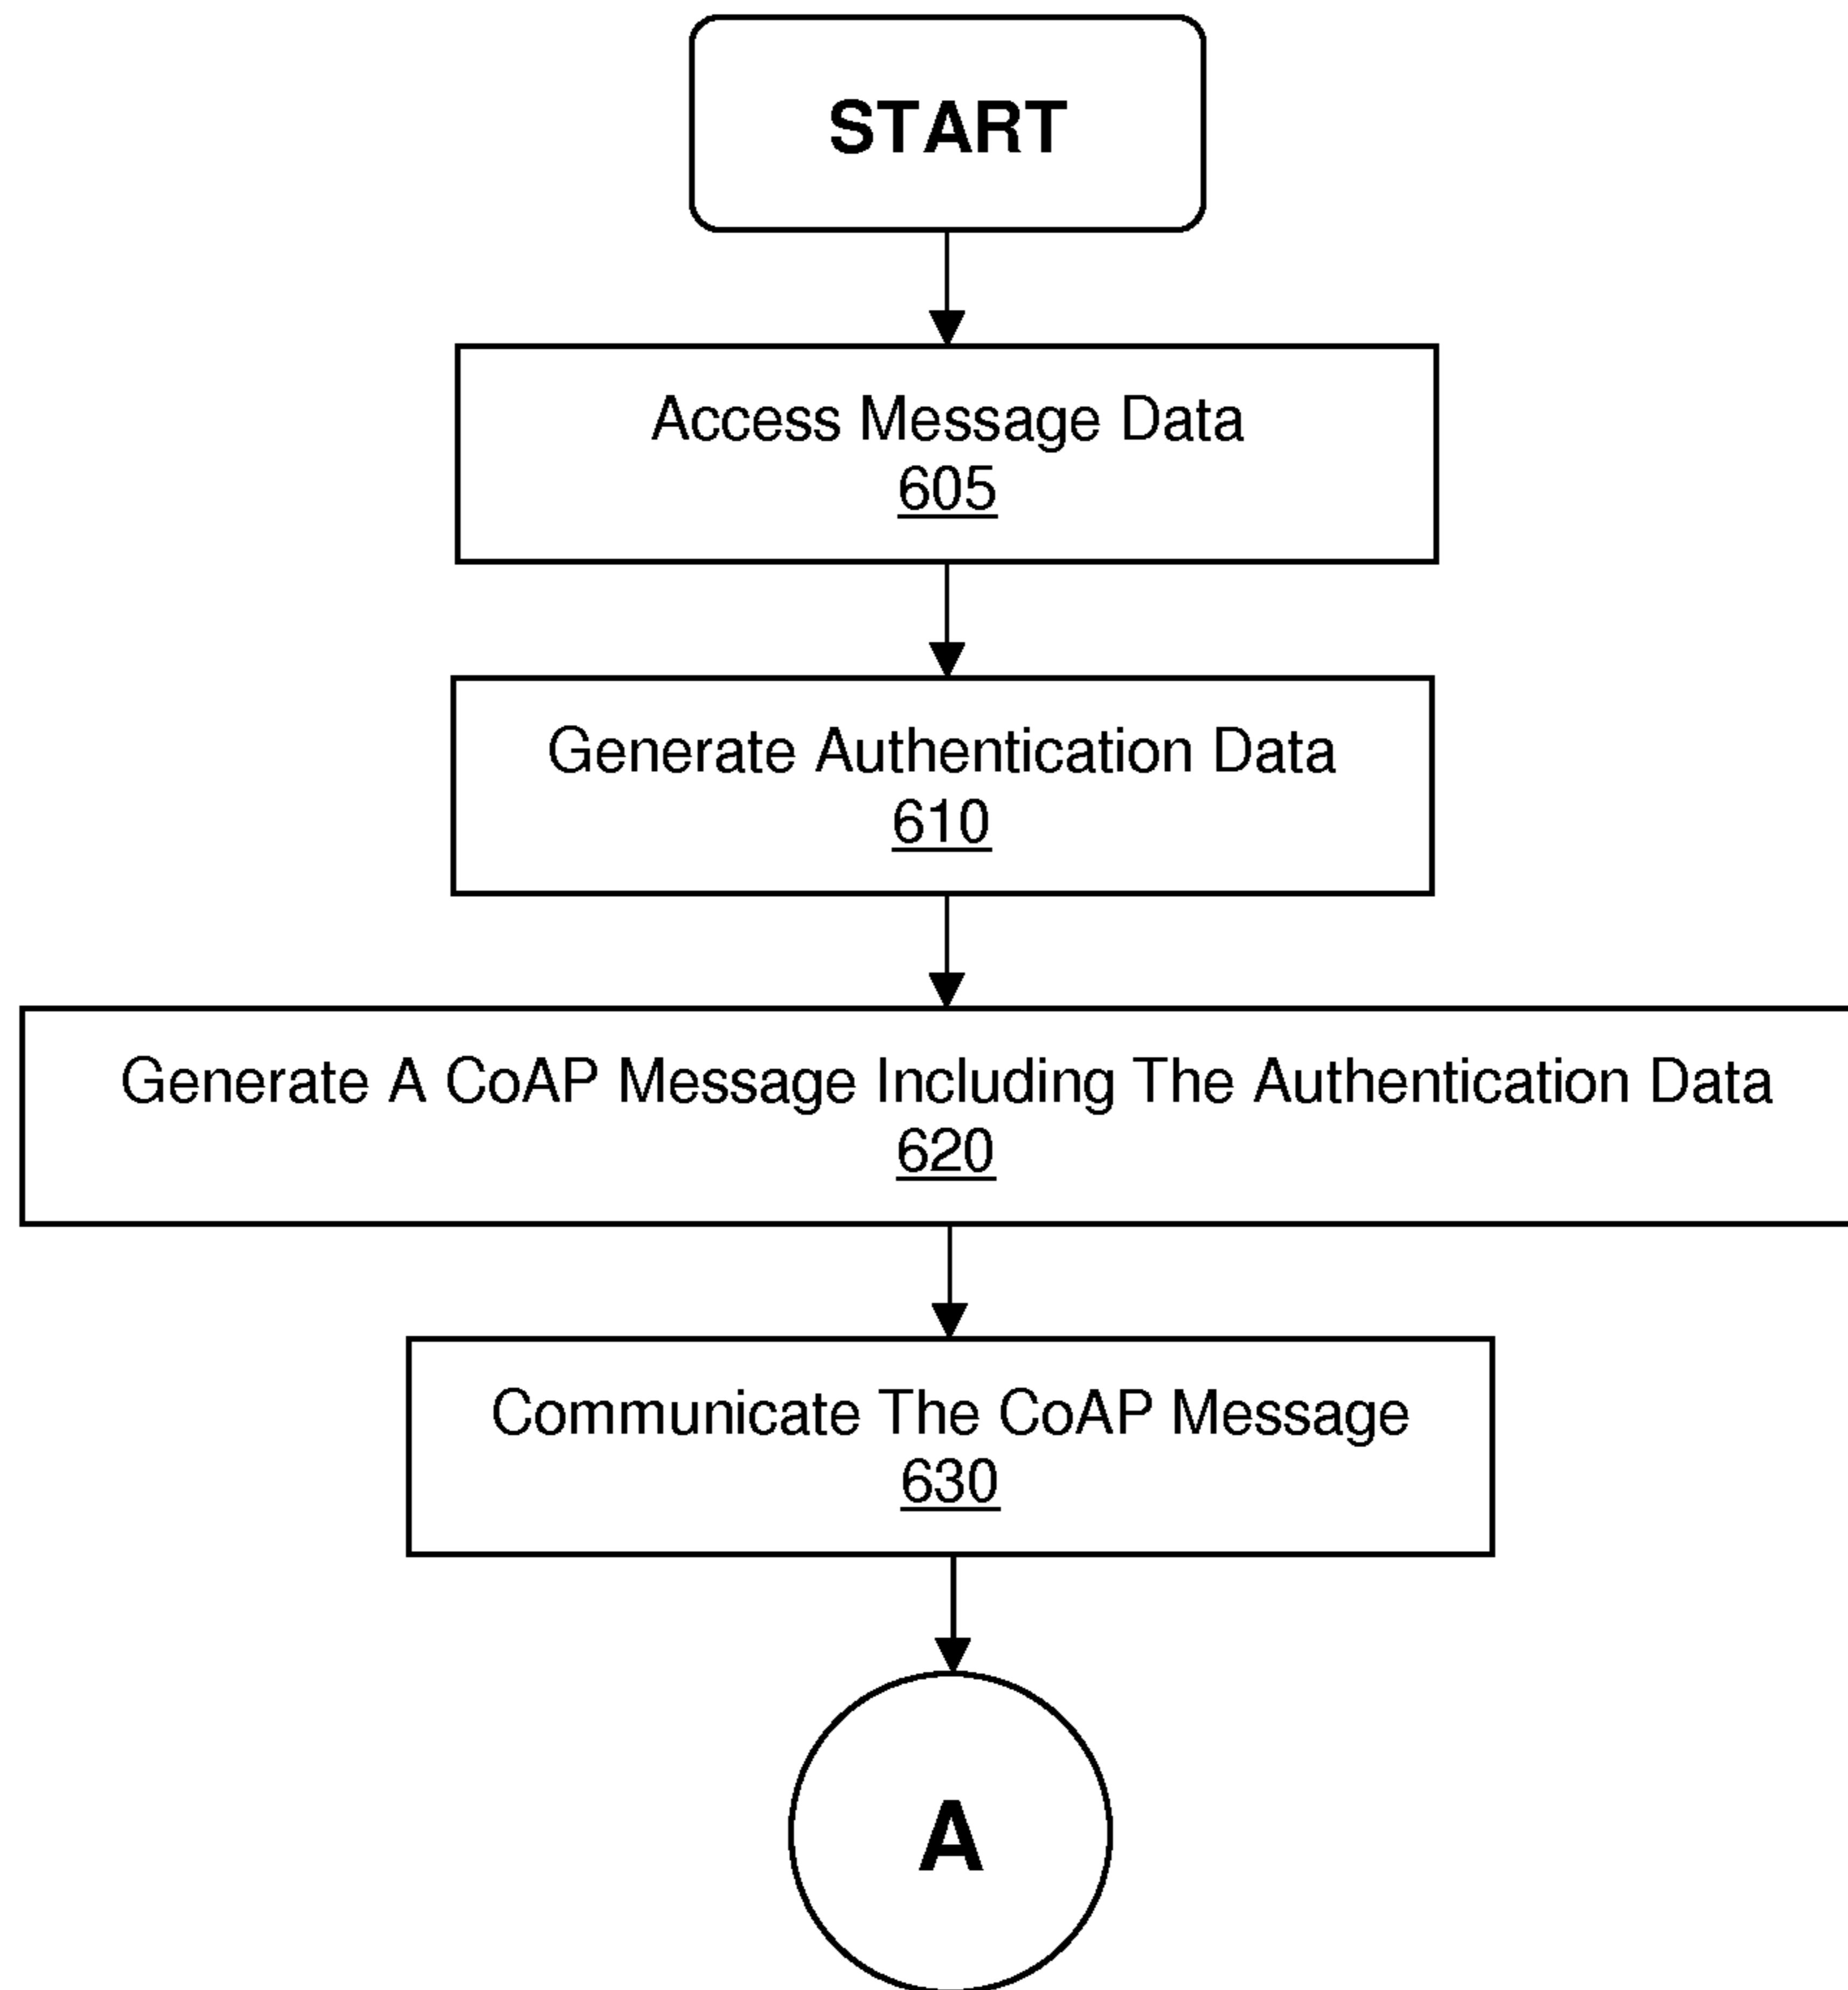 START
Access Message Data
605
Generate Authentication Data
610
Generate A CoAP Message Including The Authentication Data
620
Communicate The CoAP Message
630
A